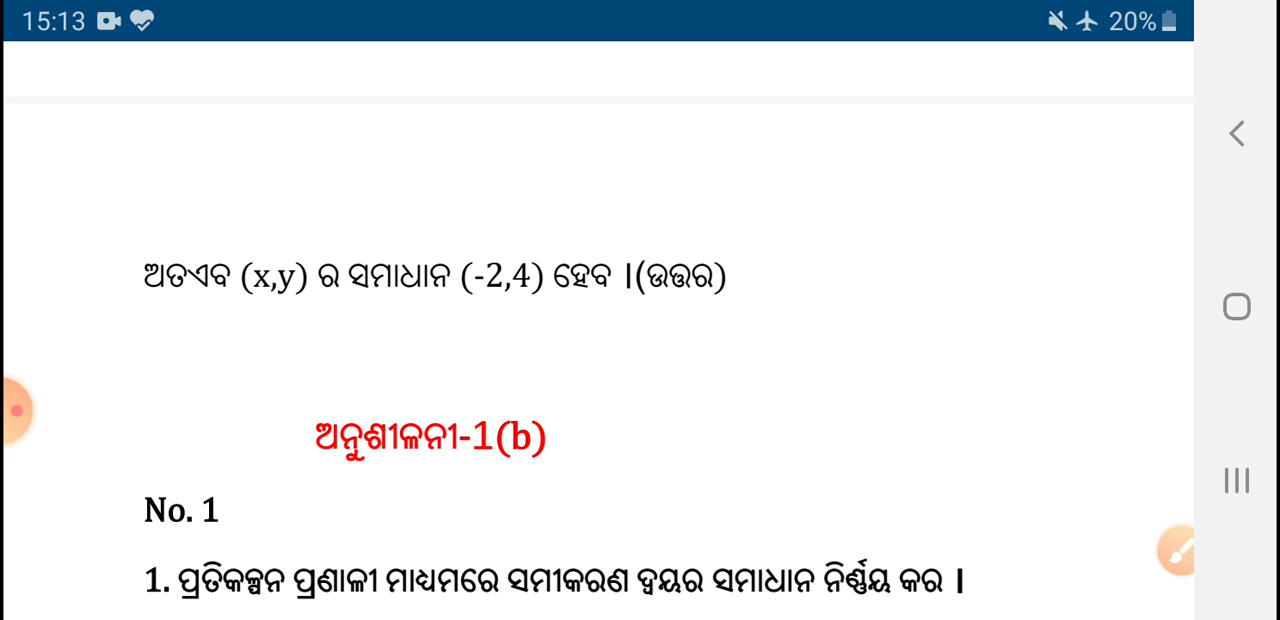 15:13 20%
ଅତଏବ (x,y) ର ସମାଧାନ (-2,4) ହେବ ।(ଉତ୍ତର)
ଅନୁଶୀଳନୀ-1(b)
No. 1
1. ପ୍ରତିକଳ୍ପନ ପ୍ରଣାଳୀ ମାଧ୍ୟମରେ ସମୀକରଣ ଦ୍ୱୟର ସମାଧାନ ନିର୍ଣ୍ଣୟ କର ।